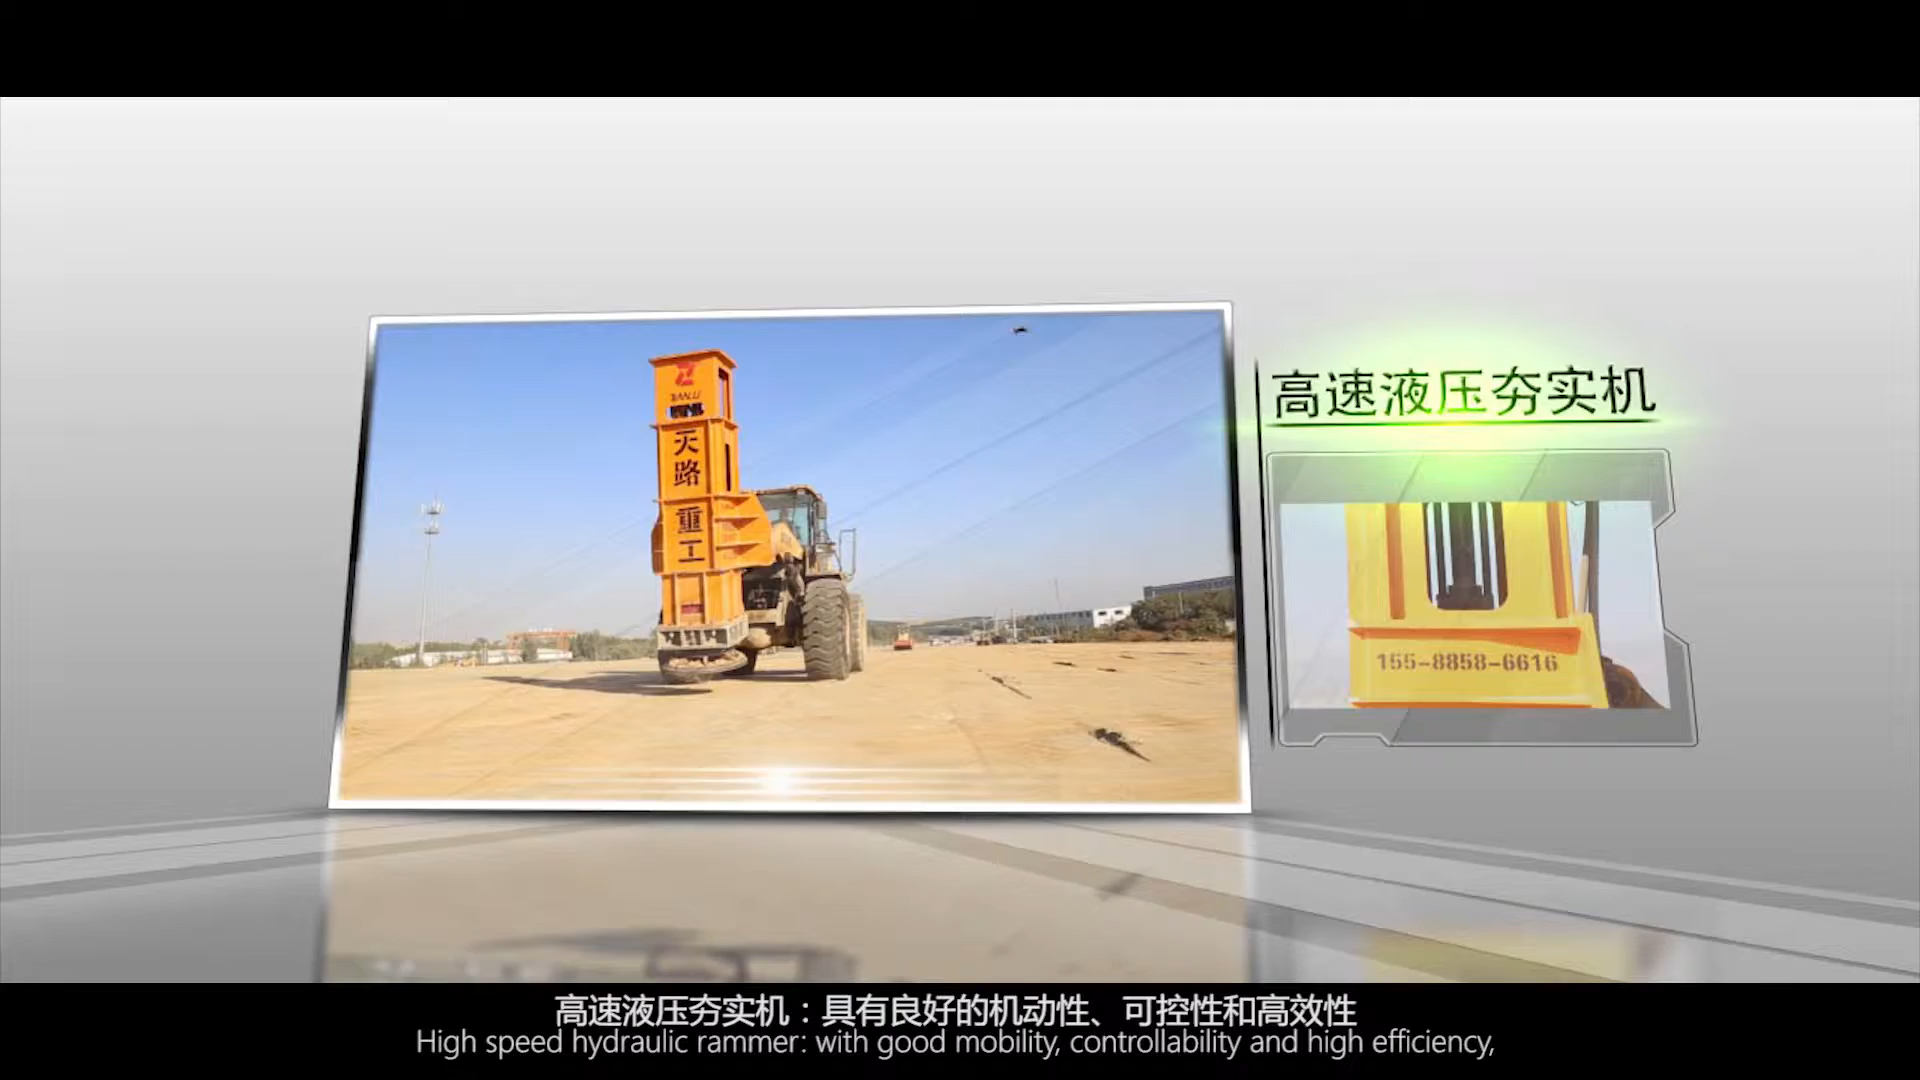 TIANLU
天路重工
高速液压夯实机
155-8858-6616
高速液压夯实机：具有良好的机动性、可控性和高效性
High speed hydraulic rammer: with good mobility, controllability and high efficiency,